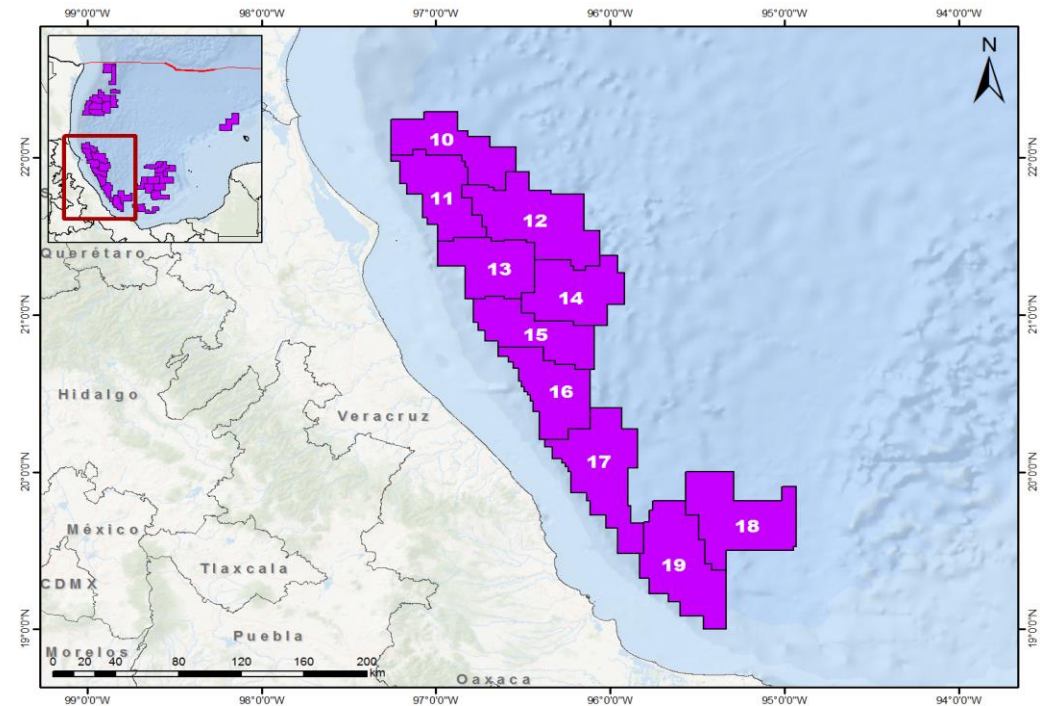 99°0'0"W 98°0'0"W 97°0'0"W 96°0'0"W 95°0'0"W 94°0'0"W
N
22°0'0"N 22°0'0"N
10
11
12
Querétaro
13
14
21°0'0"N 21°0'0"N
15
16
Hidalgo
Veracruz
17
20°0'0"N 20°0'0"N
18
México
19
Tlaxcala
CDMX
19°0'0"N 19°0'0"N
Puebla
Morelos
0 20 40 80 120 160 200
km
Oaxaca
99°0'0"W 98°0'0"W 97°0'0"W 96°0'0"W 95°0'0"W 94°0'0"W